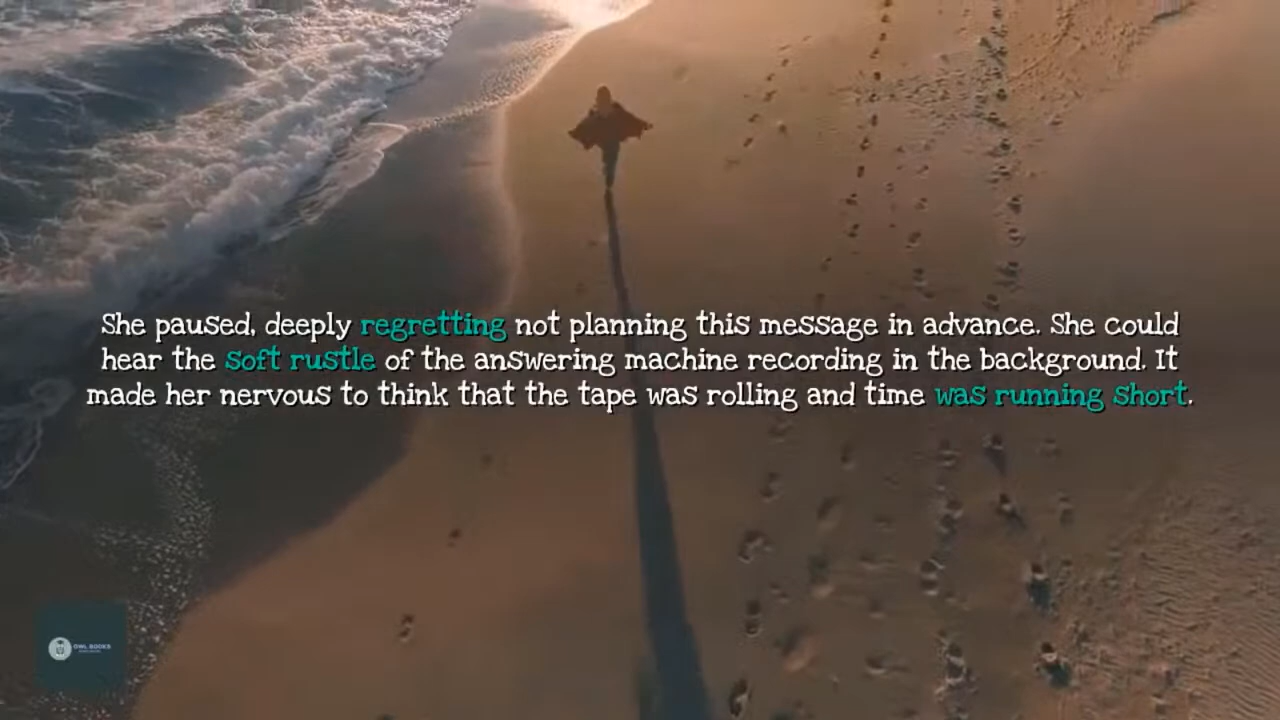 She paused, deeply regretting not planning this message in advance. She could
hear the soft rustle of the answering machine recording in the background. It
made her nervous to think that the tape was rolling and time was running short.
OWL BOOKS